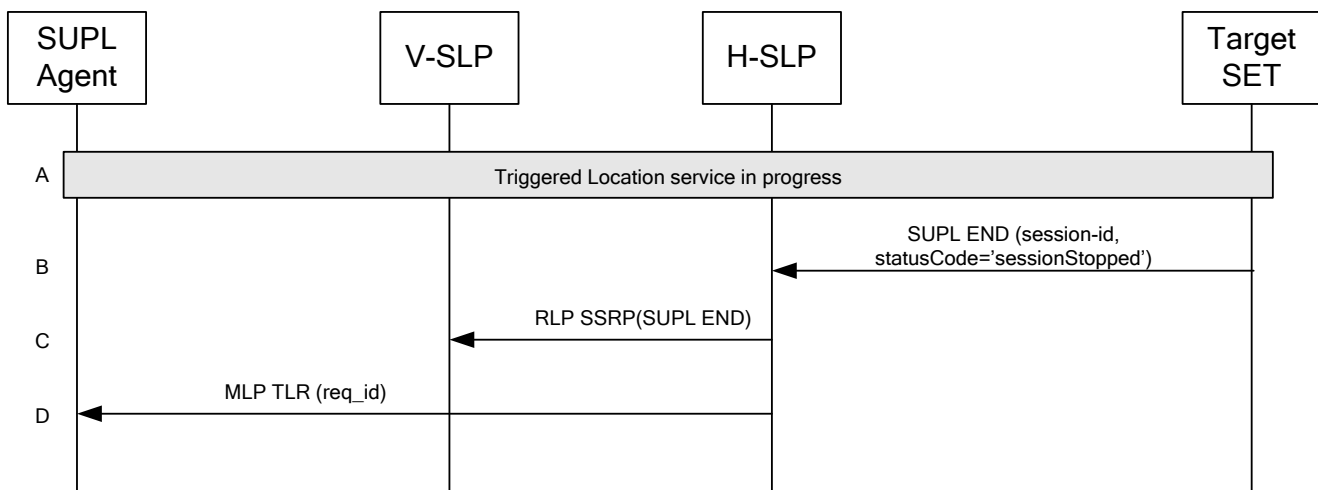 SUPL
Agent
V-SLP
H-SLP
Target
SET
A
Triggered Location service in progress
SUPL END (session-id,
statusCode=’sessionStopped’)
B
RLP SSRP(SUPL END)
C
MLP TLR (req_id)
D